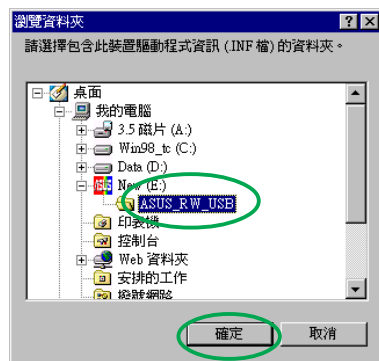 瀏覽資料夾
請選擇包含此裝置驅動程式資訊 (.INF 檔) 的資料夾。
桌面
我的電腦
3.5 磁片 (A:)
Win98_tc (C:)
Data (D:)
New (E:)
ASUS_RW_USB
印表機
控制台
Web 資料夾
安排的工作
撥號網路
確定
取消